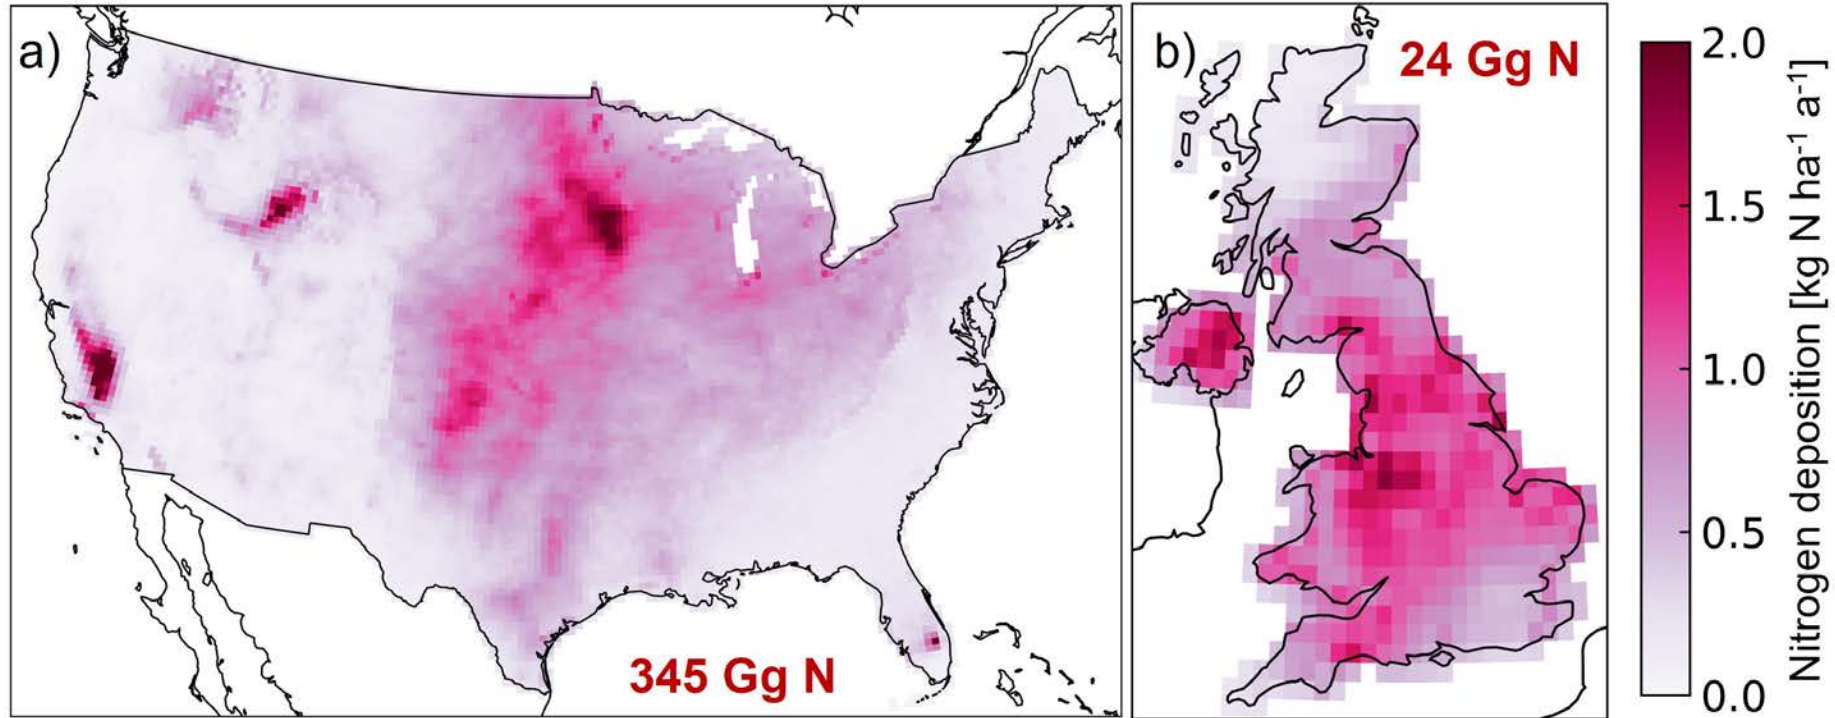 a)
345 Gg N
b)
24 Gg N
2.0
1.5
1.0
0.5
0.0
Nitrogen deposition [kg N ha⁻¹ a⁻¹]